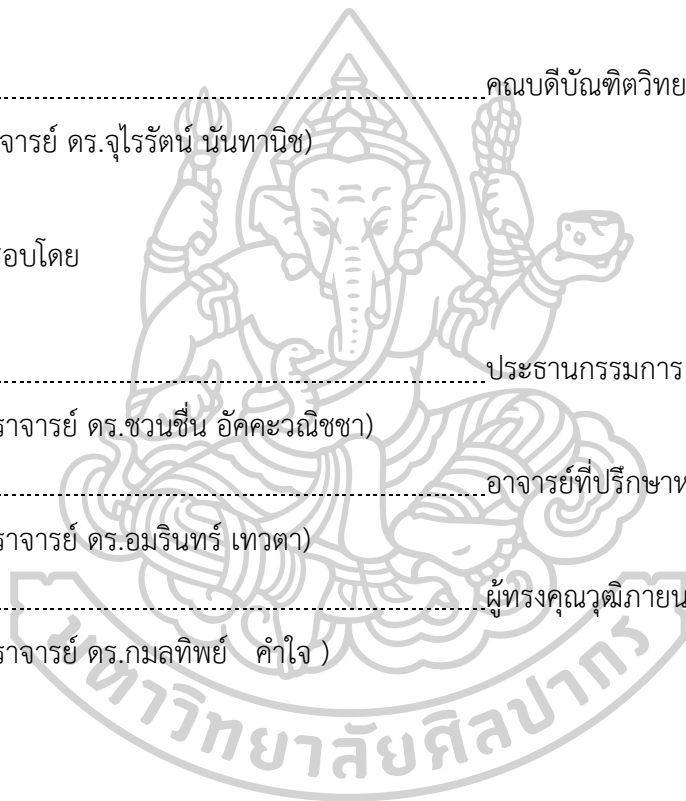 คณบดีบัณฑิตวิทย
จารย์ ดร.จุไรรัตน์ นันทานิช)
อบโดย
ประธานกรรมการ
ราจารย์ ดร.ชวนชื่น อัคคะวณิชชา)
อาจารย์ที่ปรึกษาห
ราจารย์ ดร.อมรินทร์ เทวตา)
ผู้ทรงคุณวุฒิภายน
ราจารย์ ดร.กมลทิพย์ คำใจ )
มหาวิทยาลัยศิลปากร